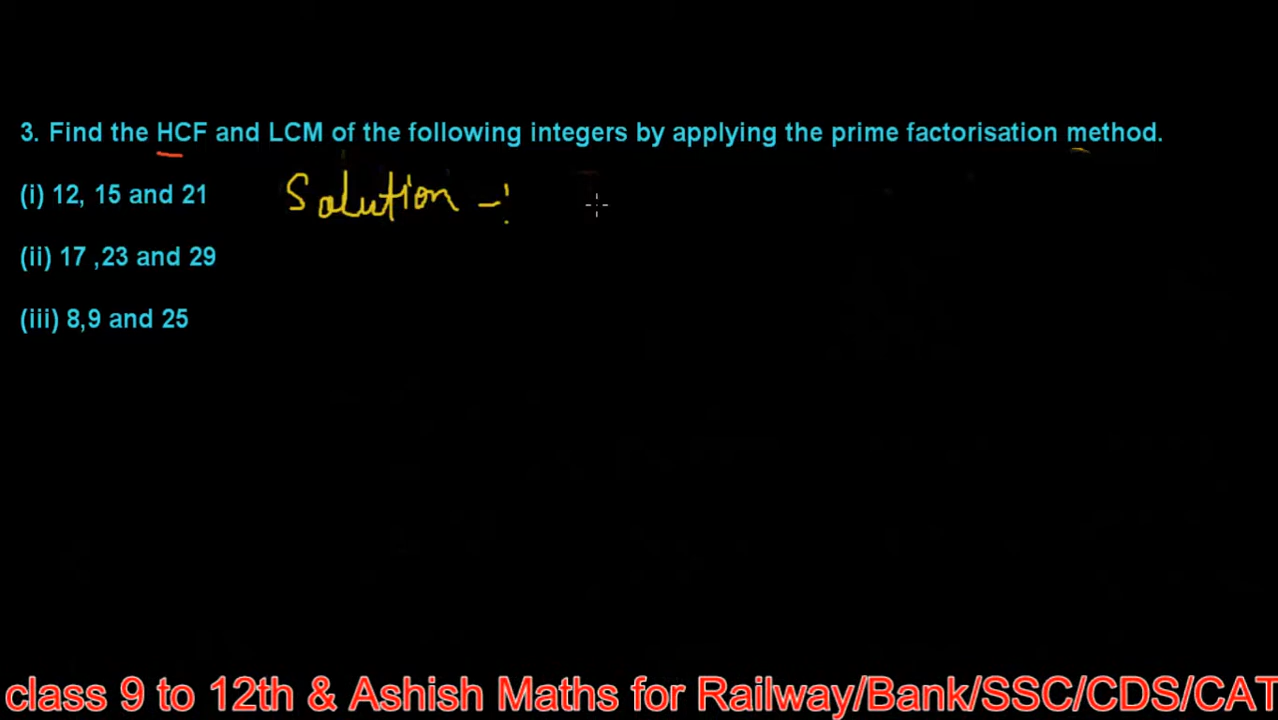 3. Find the HCF and LCM of the following integers by applying the prime factorisation method.
(i) 12, 15 and 21 Solution -:
(ii) 17 ,23 and 29
(iii) 8,9 and 25
class 9 to 12th & Ashish Maths for Railway/Bank/SSC/CDS/CAT